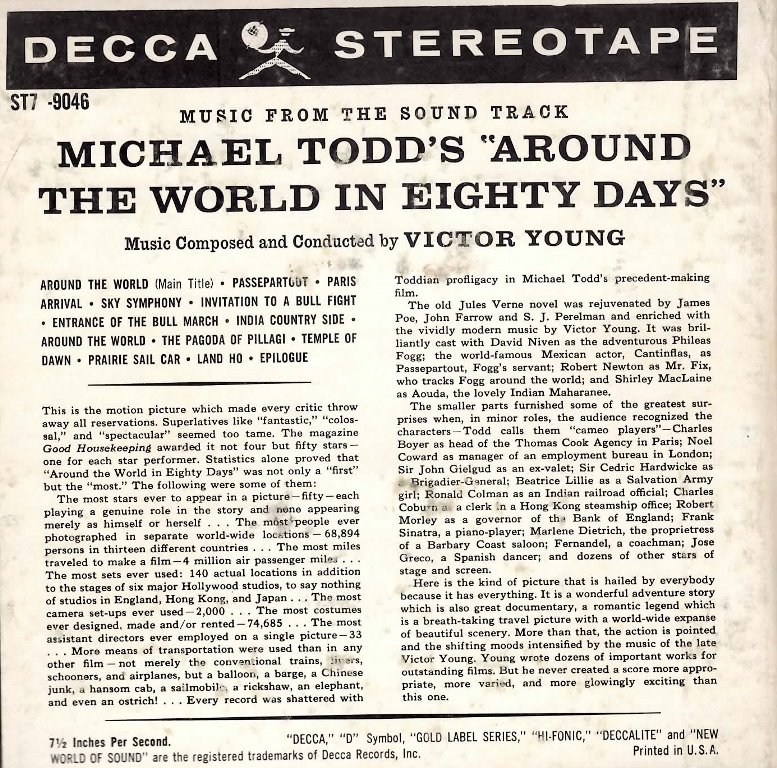 DECCA STEREOTAPE
ST7 -9046
MUSIC FROM THE SOUND TRACK
MICHAEL TODD'S "AROUND
THE WORLD IN EIGHTY DAYS"
Music Composed and Conducted by VICTOR YOUNG
AROUND THE WORLD (Main Title) • PASSEPARTOUT • PARIS
ARRIVAL • SKY SYMPHONY • INVITATION TO A BULL FIGHT
• ENTRANCE OF THE BULL MARCH • INDIA COUNTRY SIDE •
AROUND THE WORLD • THE PAGODA OF PILLAGI • TEMPLE OF
DAWN • PRAIRIE SAIL CAR • LAND HO • EPILOGUE
This is the motion picture which made every critic throw
away all reservations. Superlatives like "fantastic," "colos-
sal," and "spectacular" seemed too tame. The magazine
Good Housekeeping awarded it not four but fifty stars—
one for each star performer. Statistics alone proved that
"Around the World in Eighty Days" was not only a "first"
but the "most." The following were some of them:
The most stars ever to appear in a picture—fifty—each
playing a genuine role in the story and none appearing
merely as himself or herself . . . The most people ever
photographed in separate world-wide locations—68,894
persons in thirteen different countries . . . The most miles
traveled to make a film—4 million air passenger miles . . .
The most sets ever used: 140 actual locations in addition
to the stages of six major Hollywood studios, to say nothing
of studios in England, Hong Kong, and Japan . . . The most
camera set-ups ever used—2,000 . . . The most costumes
ever designed, made and/or rented—74,685 . . . The most
assistant directors ever employed on a single picture—33
. . . More means of transportation were used than in any
other film—not merely the conventional trains, liners,
schooners, and airplanes, but a balloon, a barge, a Chinese
junk, a hansom cab, a sailmobile, a rickshaw, an elephant,
and even an ostrich! . . . Every record was shattered with
Toddian profligacy in Michael Todd's precedent-making
film.
The old Jules Verne novel was rejuvenated by James
Poe, John Farrow and S. J. Perelman and enriched with
the vividly modern music by Victor Young. It was bril-
liantly cast with David Niven as the adventurous Phileas
Fogg; the world-famous Mexican actor, Cantinflas, as
Passepartout, Fogg's servant; Robert Newton as Mr. Fix,
who tracks Fogg around the world; and Shirley MacLaine
as Aouda, the lovely Indian Maharanee.
The smaller parts furnished some of the greatest sur-
prises when, in minor roles, the audience recognized the
characters—Todd calls them "cameo players"—Charles
Boyer as head of the Thomas Cook Agency in Paris; Noel
Coward as manager of an employment bureau in London;
Sir John Gielgud as an ex-valet; Sir Cedric Hardwicke as
a Brigadier-General; Beatrice Lillie as a Salvation Army
girl; Ronald Colman as an Indian railroad official; Charles
Coburn as a clerk in a Hong Kong steamship office; Robert
Morley as a governor of the Bank of England; Frank
Sinatra, a piano-player; Marlene Dietrich, the proprietress
of a Barbary Coast saloon; Fernandel, a coachman; Jose
Greco, a Spanish dancer; and dozens of other stars of
stage and screen.
Here is the kind of picture that is hailed by everybody
because it has everything. It is a wonderful adventure story
which is also great documentary, a romantic legend which
is a breath-taking travel picture with a world-wide expanse
of beautiful scenery. More than that, the action is pointed
and the shifting moods intensified by the music of the late
Victor Young. Young wrote dozens of important works for
outstanding films. But he never created a score more appro-
priate, more varied, and more glowingly exciting than
this one.
7½ Inches Per Second. "DECCA," "D" Symbol, "GOLD LABEL SERIES," "HI-FONIC," "DECCALITE" and "NEW
WORLD OF SOUND" are the registered trademarks of Decca Records, Inc. Printed in U.S.A.